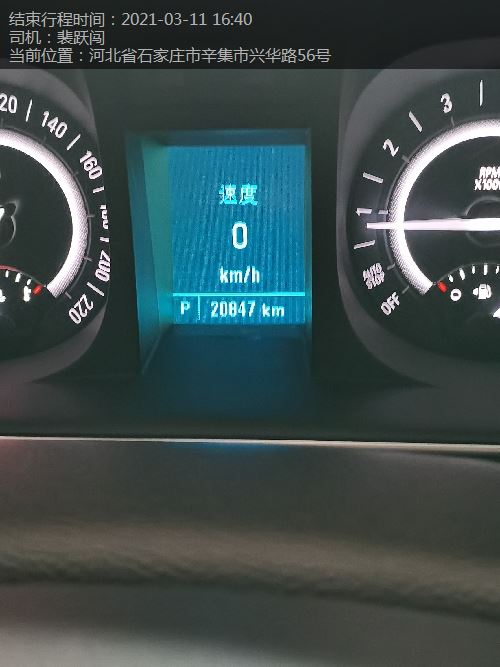 结束行程时间：2021-03-11 16:40
司机：裴跃闯
当前位置：河北省石家庄市辛集市兴华路56号
120 140 160 180 200 220
速度
0
km/h
P 20847 km
3
2
1
AUTO STOP
OFF
RPM
X1000
0